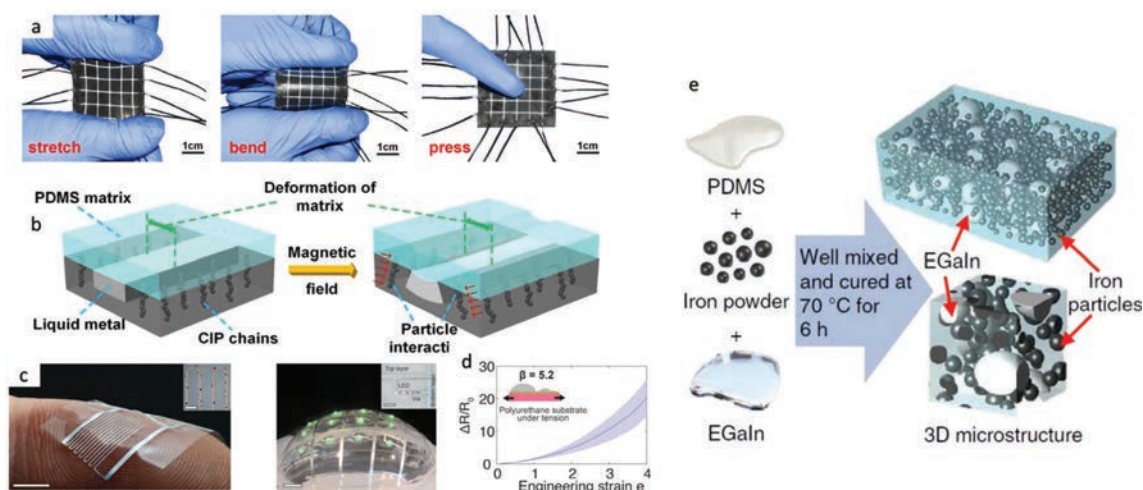 a
stretch
1cm
bend
1cm
press
1cm
b
PDMS matrix
Deformation of
matrix
Magnetic
field
Liquid metal
CIP chains
Particle
interacti
c
Top layer
LED
Via
d
30
20
10
0
ΔR/R₀
β = 5.2
Polyurethane substrate
under tension
0
1
2
3
4
Engineering strain e
e
PDMS
+
Iron powder
+
EGaIn
Well mixed
and cured at
70 °C for
6 h
EGaIn
Iron
particles
3D microstructure